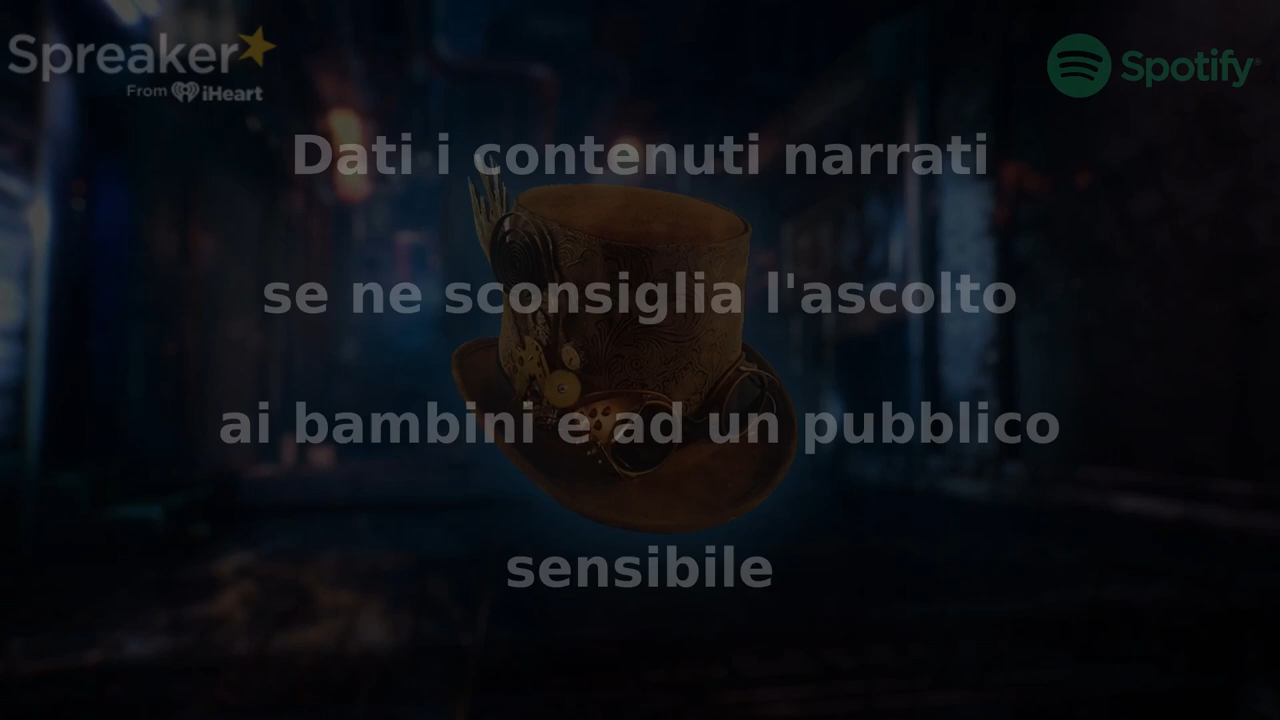 Spreaker
From iHeart
Spotify®
Dati i contenuti narrati
se ne sconsiglia l'ascolto
ai bambini e ad un pubblico
sensibile